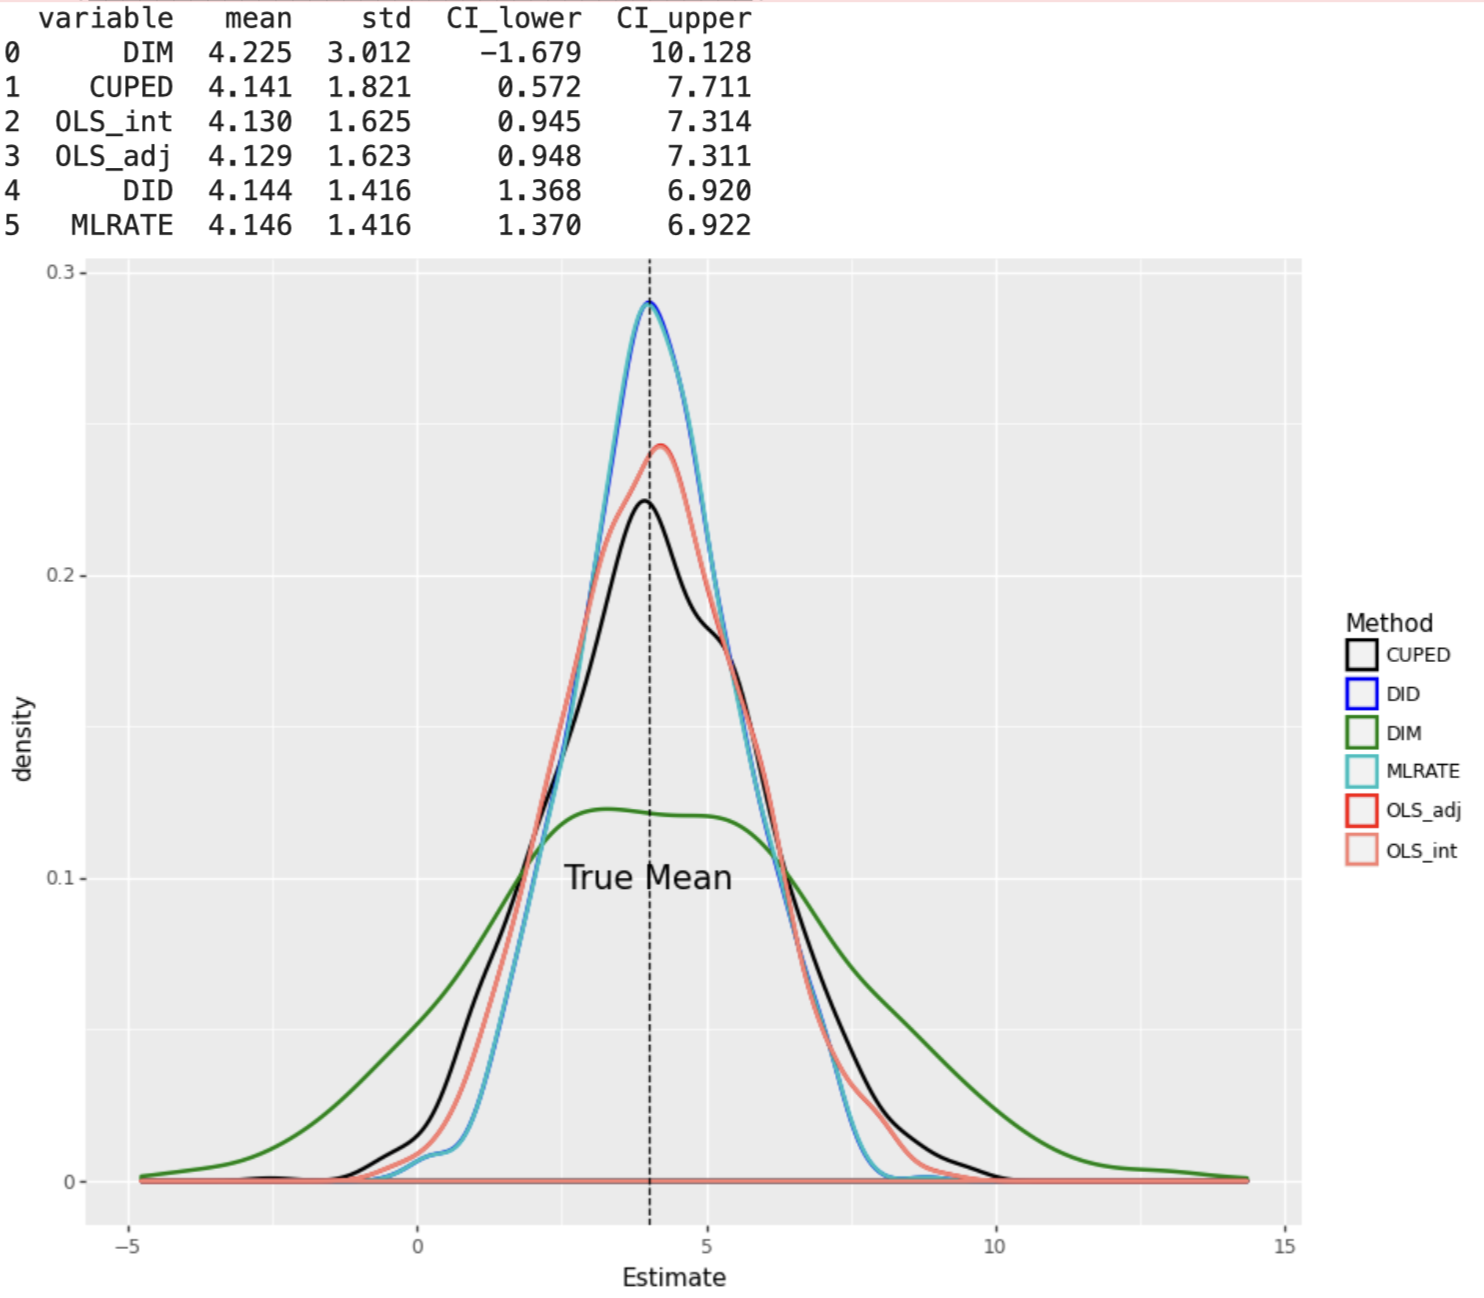 variable mean std CI_lower CI_upper
0 DIM 4.225 3.012 −1.679 10.128
1 CUPED 4.141 1.821 0.572 7.711
2 OLS_int 4.130 1.625 0.945 7.314
3 OLS_adj 4.129 1.623 0.948 7.311
4 DID 4.144 1.416 1.368 6.920
5 MLRATE 4.146 1.416 1.370 6.922
0.3
0.2
0.1
0
density
True Mean
−5 0 5 10 15
Estimate
Method
CUPED
DID
DIM
MLRATE
OLS_adj
OLS_int